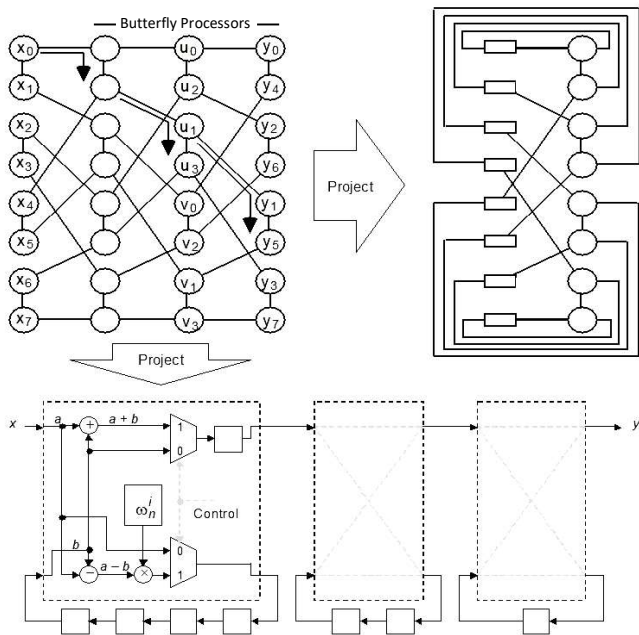 Butterfly Processors
x0 u0 y0
x1 u2 y4
x2 u1 y2
x3 u3 y6
x4 v0 y1
x5 v2 y5
x6 v1 y3
x7 v3 y7
Project
Project
x a a + b 1 y
0
ω_n^i Control
b 0
a – b 1